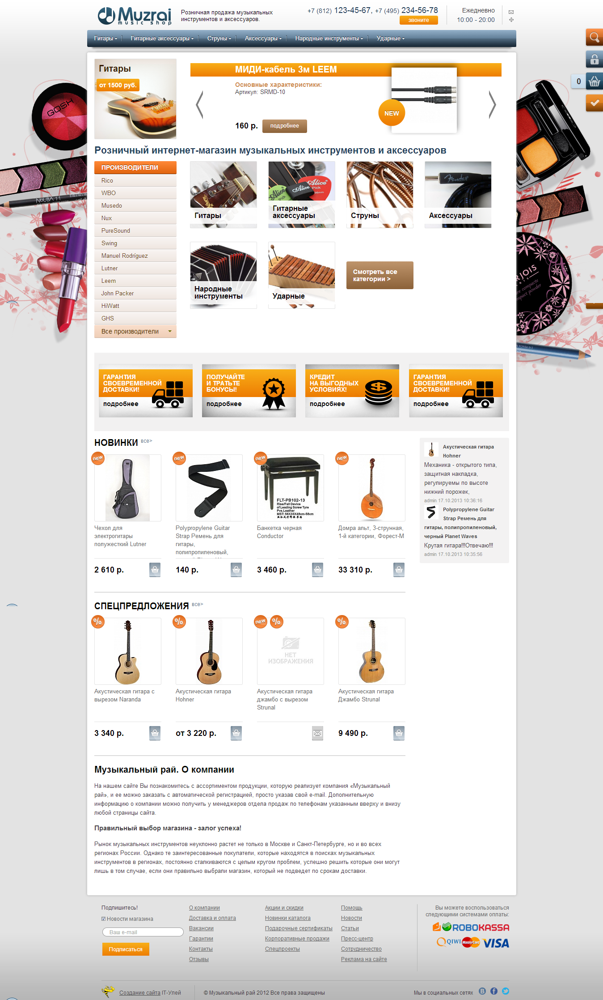 Muzrai
music shop
Розничная продажа музыкальных
инструментов и аксессуаров.
+7 (812) 123-45-67, +7 (495) 234-56-78
звоните
Ежедневно
10:00 - 20:00
Гитары
Гитарные аксессуары
Струны
Аксессуары
Народные инструменты
Ударные
0
Гитары
от 1500 руб.
МИДИ-кабель 3м LEEM
Основные характеристики:
Артикул: SRMD-10
160 р.
подробнее
NEW
GOSH
NOUBA 11
Розничный интернет-магазин музыкальных инструментов и аксессуаров
ПРОИЗВОДИТЕЛИ
Rico
WBO
Musedo
Nux
PureSound
Swing
Manuel Rodríguez
Lutner
Leem
John Packer
HiWatt
GHS
Все производители
Гитары
Alice
Pick
Alice
Alice
Pick
Гитарные
аксессуары
Струны
Fender
Аксессуары
Народные
инструменты
Ударные
Смотреть все
категории >
ГАРАНТИЯ
СВОЕВРЕМЕННОЙ
ДОСТАВКИ!
подробнее
ПОЛУЧАЙТЕ
И ТРАТЬТЕ
БОНУСЫ!
подробнее
КРЕДИТ
НА ВЫГОДНЫХ
УСЛОВИЯХ!
подробнее
ГАРАНТИЯ
СВОЕВРЕМЕННОЙ
ДОСТАВКИ!
подробнее
НОВИНКИ все>
new
Чехол для
электрогитары
полужесткий Lutner
2 610 р.
new
Polypropylene Guitar
Strap Ремень для
гитары,
полипропиленовый,
140 р.
new
FLT-PB102-13
Rise/Fall Device
of Leading Screw Tyre
Pvs.Leather
MST: 56X33X48cm-58cm
Банкетка черная
Conductor
3 460 р.
new
Домра альт, 3-струнная,
1-й категории, Форест-М
33 310 р.
Акустическая гитара
Hohner
Механика - открытого типа,
защитная накладка,
регулируемы по высоте
нижний порожек,
admin 17.10.2013 10:36:16
Polypropylene Guitar
Strap Ремень для
гитары, полипропиленовый,
черный Planet Waves
Крутая гитара!!!Отвечаю!!!
admin 17.10.2013 10:35:56
СПЕЦПРЕДЛОЖЕНИЯ все>
%
Акустическая гитара с
вырезом Naranda
3 340 р.
%
Акустическая гитара
Hohner
от 3 220 р.
new %
НЕТ
ИЗОБРАЖЕНИЯ
Акустическая гитара
джамбо с вырезом
Strunal
%
Акустическая гитара
Джамбо Strunal
9 490 р.
Музыкальный рай. О компании
На нашем сайте Вы познакомитесь с ассортиментом продукции, которую реализует компания «Музыкальный
рай», и ее можно заказать с автоматической регистрацией, просто указав свой e-mail. Дополнительную
информацию о компании можно получить у менеджеров отдела продаж по телефонам указанным вверху и внизу
любой страницы сайта.
Правильный выбор магазина - залог успеха!
Рынок музыкальных инструментов неуклонно растет не только в Москве и Санкт-Петербурге, но и во всех
регионах России. Однако те заинтересованные покупатели, которые находятся в поисках музыкальных
инструментов в регионах, постоянно сталкиваются с целым кругом проблем, успешно решить которые они могут
лишь в том случае, если они правильно выбрали магазин, который не подведет по срокам доставки.
Подпишитесь!
Новости магазина
Ваш e-mail
Подписаться
О компании
Доставка и оплата
Вакансии
Гарантии
Контакты
Отзывы
Акции и скидки
Новинки каталога
Подарочные сертификаты
Корпоративные продажи
Спецпроекты
Помощь
Новости
Статьи
Пресс-центр
Сотрудничество
Реклама на сайте
Вы можете воспользоваться
следующими системами оплаты:
ROBOKASSA
QIWI MasterCard VISA
Создание сайта IT-Улей
© Музыкальный рай 2012 Все права защищены
Мы в социальных сетях